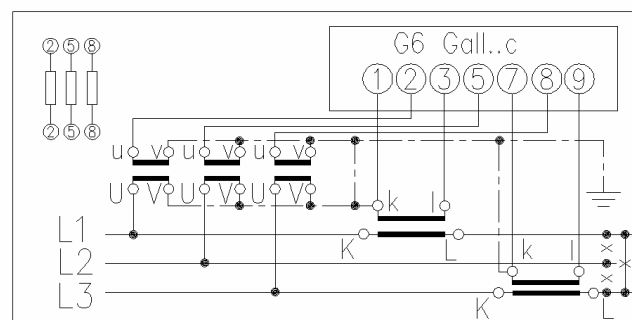 G6 Gall..c
2 5 8
1 2 3 5 7 8 9
2 5 8
u v u v u v
U V U V U V
k l
L1
K L
L2
k l
L3
K L